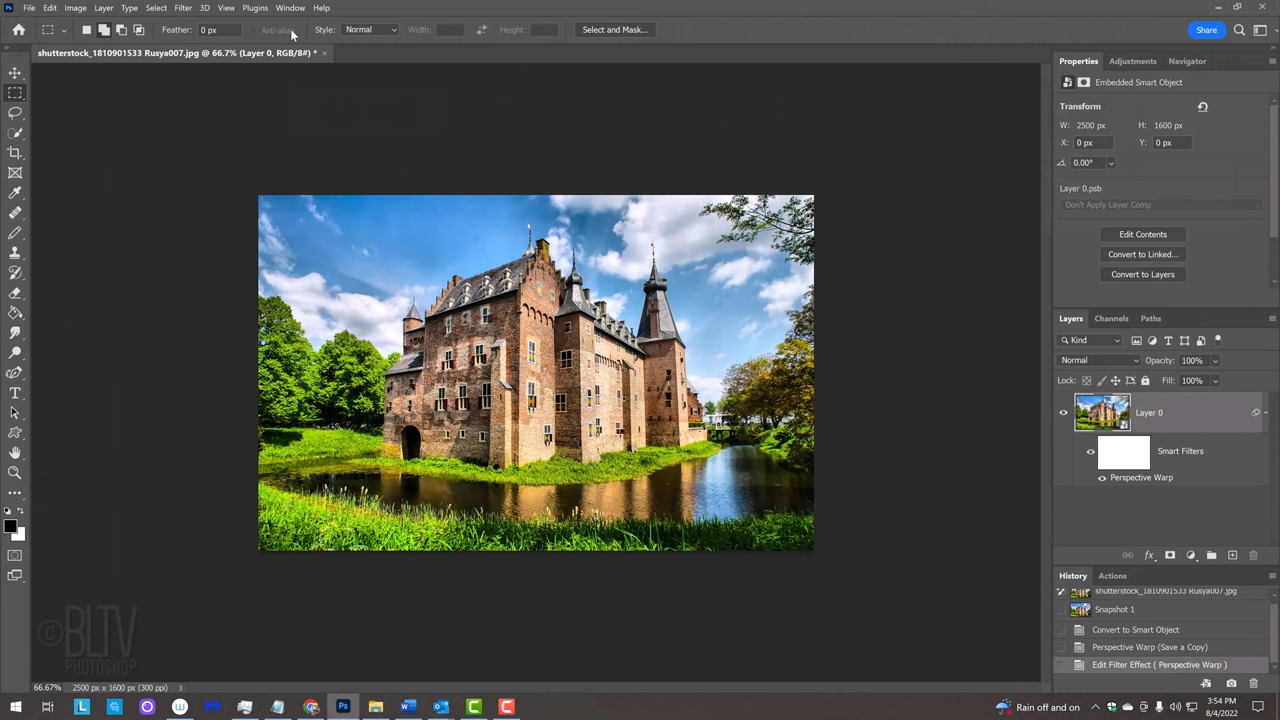 File Edit Image Layer Type Select Filter 3D View Plugins Window Help
Feather: 0 px Anti-alias Style: Normal Width: Height: Select and Mask... Share
shutterstock_1810901533 Rusya007.jpg @ 66.7% (Layer 0, RGB/8#) *
Properties Adjustments Navigator
Embedded Smart Object
Transform
W: 2500 px H: 1600 px
X: 0 px Y: 0 px
0.00°
Layer 0.psb
Don't Apply Layer Comp
Edit Contents
Convert to Linked...
Convert to Layers
Layers Channels Paths
Kind
Normal Opacity: 100%
Lock: Fill: 100%
Layer 0
Smart Filters
Perspective Warp
History Actions
shutterstock_1810901533 Rusya007.jpg
Snapshot 1
Convert to Smart Object
Perspective Warp (Save a Copy)
Edit Filter Effect ( Perspective Warp )
©BLTV
PHOTOSHOP
66.67% 2500 px x 1600 px (300 ppi)
Rain off and on
3:54 PM
8/4/2022